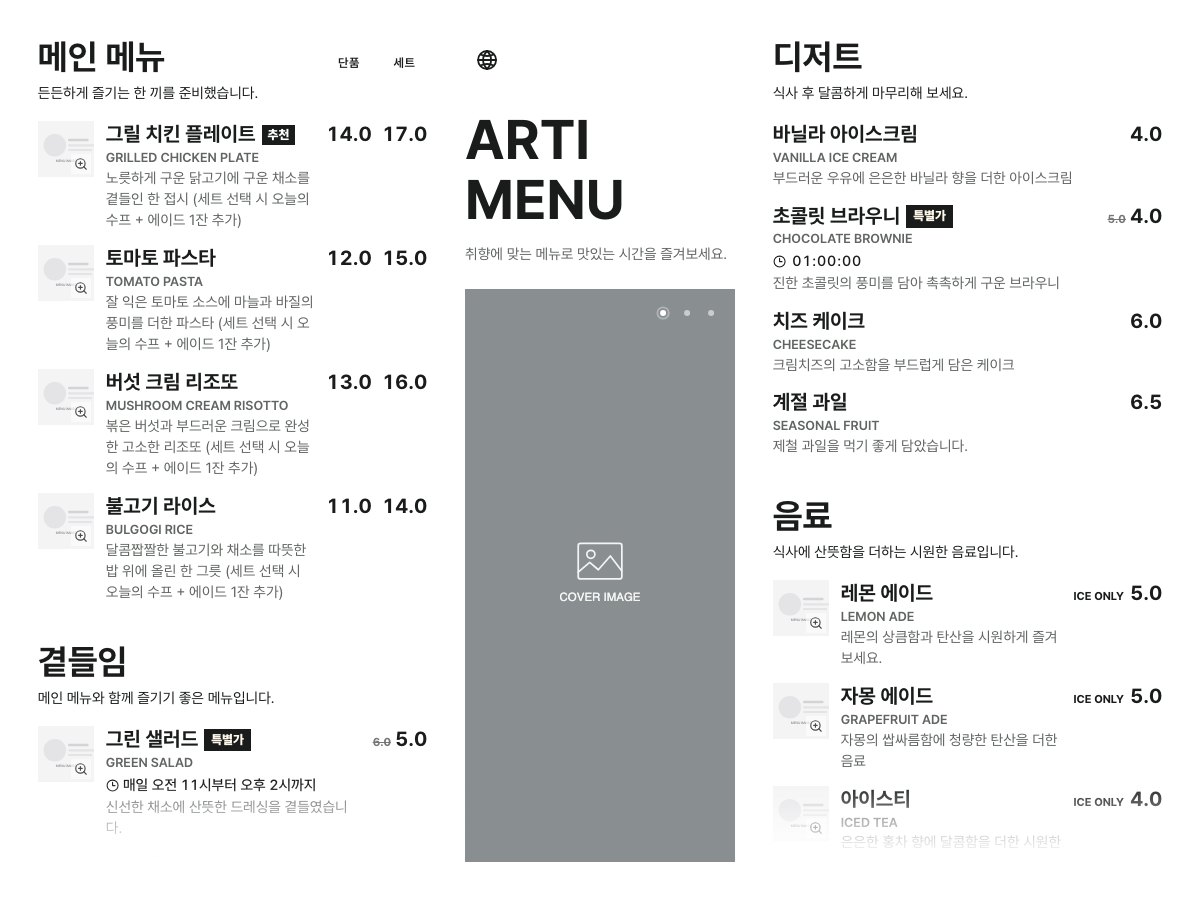 메인 메뉴
단품 세트
든든하게 즐기는 한 끼를 준비했습니다.
그릴 치킨 플레이트 추천 14.0 17.0
GRILLED CHICKEN PLATE
노릇하게 구운 닭고기에 구운 채소를
곁들인 한 접시 (세트 선택 시 오늘의
수프 + 에이드 1잔 추가)
토마토 파스타 12.0 15.0
TOMATO PASTA
잘 익은 토마토 소스에 마늘과 바질의
풍미를 더한 파스타 (세트 선택 시 오
늘의 수프 + 에이드 1잔 추가)
버섯 크림 리조또 13.0 16.0
MUSHROOM CREAM RISOTTO
볶은 버섯과 부드러운 크림으로 완성
한 고소한 리조또 (세트 선택 시 오늘
의 수프 + 에이드 1잔 추가)
불고기 라이스 11.0 14.0
BULGOGI RICE
달콤짭짤한 불고기와 채소를 따뜻한
밥 위에 올린 한 그릇 (세트 선택 시
오늘의 수프 + 에이드 1잔 추가)
곁들임
메인 메뉴와 함께 즐기기 좋은 메뉴입니다.
그린 샐러드 특별가 6.0 5.0
GREEN SALAD
매일 오전 11시부터 오후 2시까지
신선한 채소에 산뜻한 드레싱을 곁들였습니
다.
ARTI
MENU
취향에 맞는 메뉴로 맛있는 시간을 즐겨보세요.
COVER IMAGE
디저트
식사 후 달콤하게 마무리해 보세요.
바닐라 아이스크림 4.0
VANILLA ICE CREAM
부드러운 우유에 은은한 바닐라 향을 더한 아이스크림
초콜릿 브라우니 특별가 5.0 4.0
CHOCOLATE BROWNIE
01:00:00
진한 초콜릿의 풍미를 담아 촉촉하게 구운 브라우니
치즈 케이크 6.0
CHEESECAKE
크림치즈의 고소함을 부드럽게 담은 케이크
계절 과일 6.5
SEASONAL FRUIT
제철 과일을 먹기 좋게 담았습니다.
음료
식사에 산뜻함을 더하는 시원한 음료입니다.
레몬 에이드 ICE ONLY 5.0
LEMON ADE
레몬의 상큼함과 탄산을 시원하게 즐겨
보세요.
자몽 에이드 ICE ONLY 5.0
GRAPEFRUIT ADE
자몽의 쌉싸름함에 청량한 탄산을 더한
음료
아이스티 ICE ONLY 4.0
ICED TEA
은은한 홍차 향에 달콤함을 더한 시원한